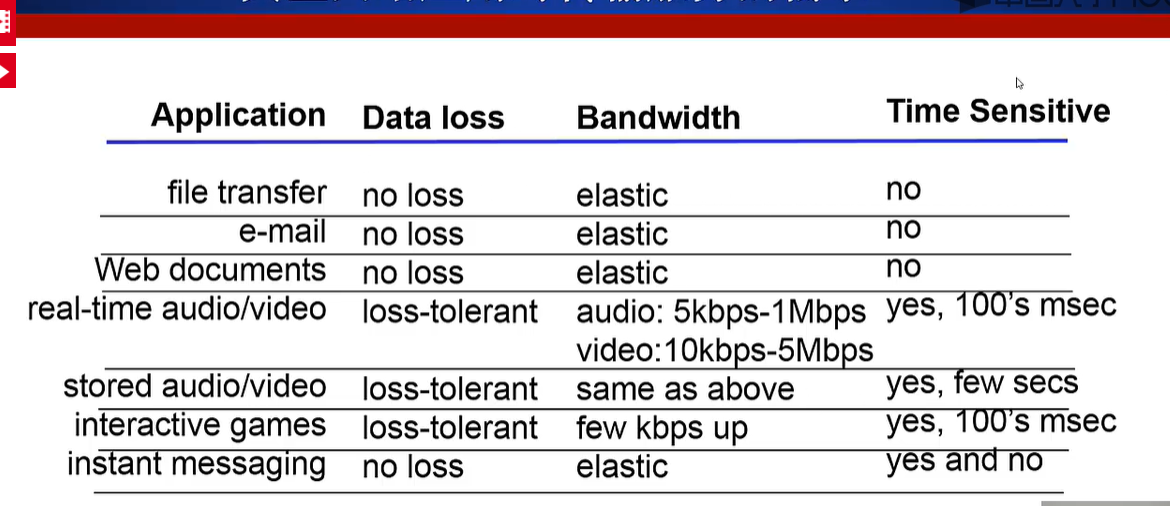 Application Data loss Bandwidth Time Sensitive
file transfer no loss elastic no
e-mail no loss elastic no
Web documents no loss elastic no
real-time audio/video loss-tolerant audio: 5kbps-1Mbps yes, 100's msec
video:10kbps-5Mbps
stored audio/video loss-tolerant same as above yes, few secs
interactive games loss-tolerant few kbps up yes, 100's msec
instant messaging no loss elastic yes and no